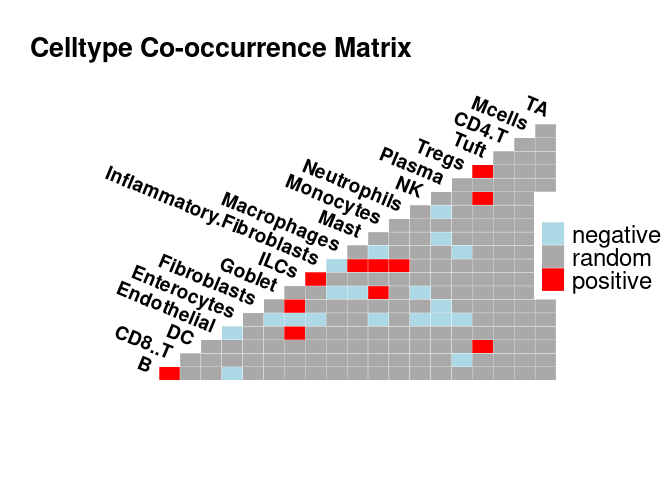 Celltype Co-occurrence Matrix
TA
Mcells
CD4.T
Tuft
Tregs
Plasma
NK
Neutrophils
Monocytes
Mast
Macrophages
Inflammatory.Fibroblasts
ILCs
Goblet
Fibroblasts
Enterocytes
Endothelial
DC
CD8..T
B
negative
random
positive